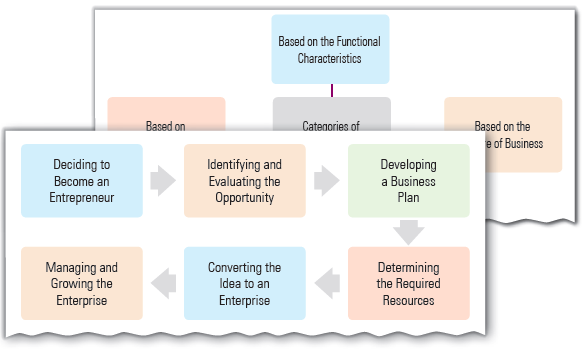 Based on the Functional
Characteristics
Based on
Categories of
Based on the
re of Business
Deciding to
Become an
Entrepreneur
Identifying and
Evaluating the
Opportunity
Developing
a Business
Plan
Managing and
Growing the
Enterprise
Converting the
Idea to an
Enterprise
Determining
the Required
Resources